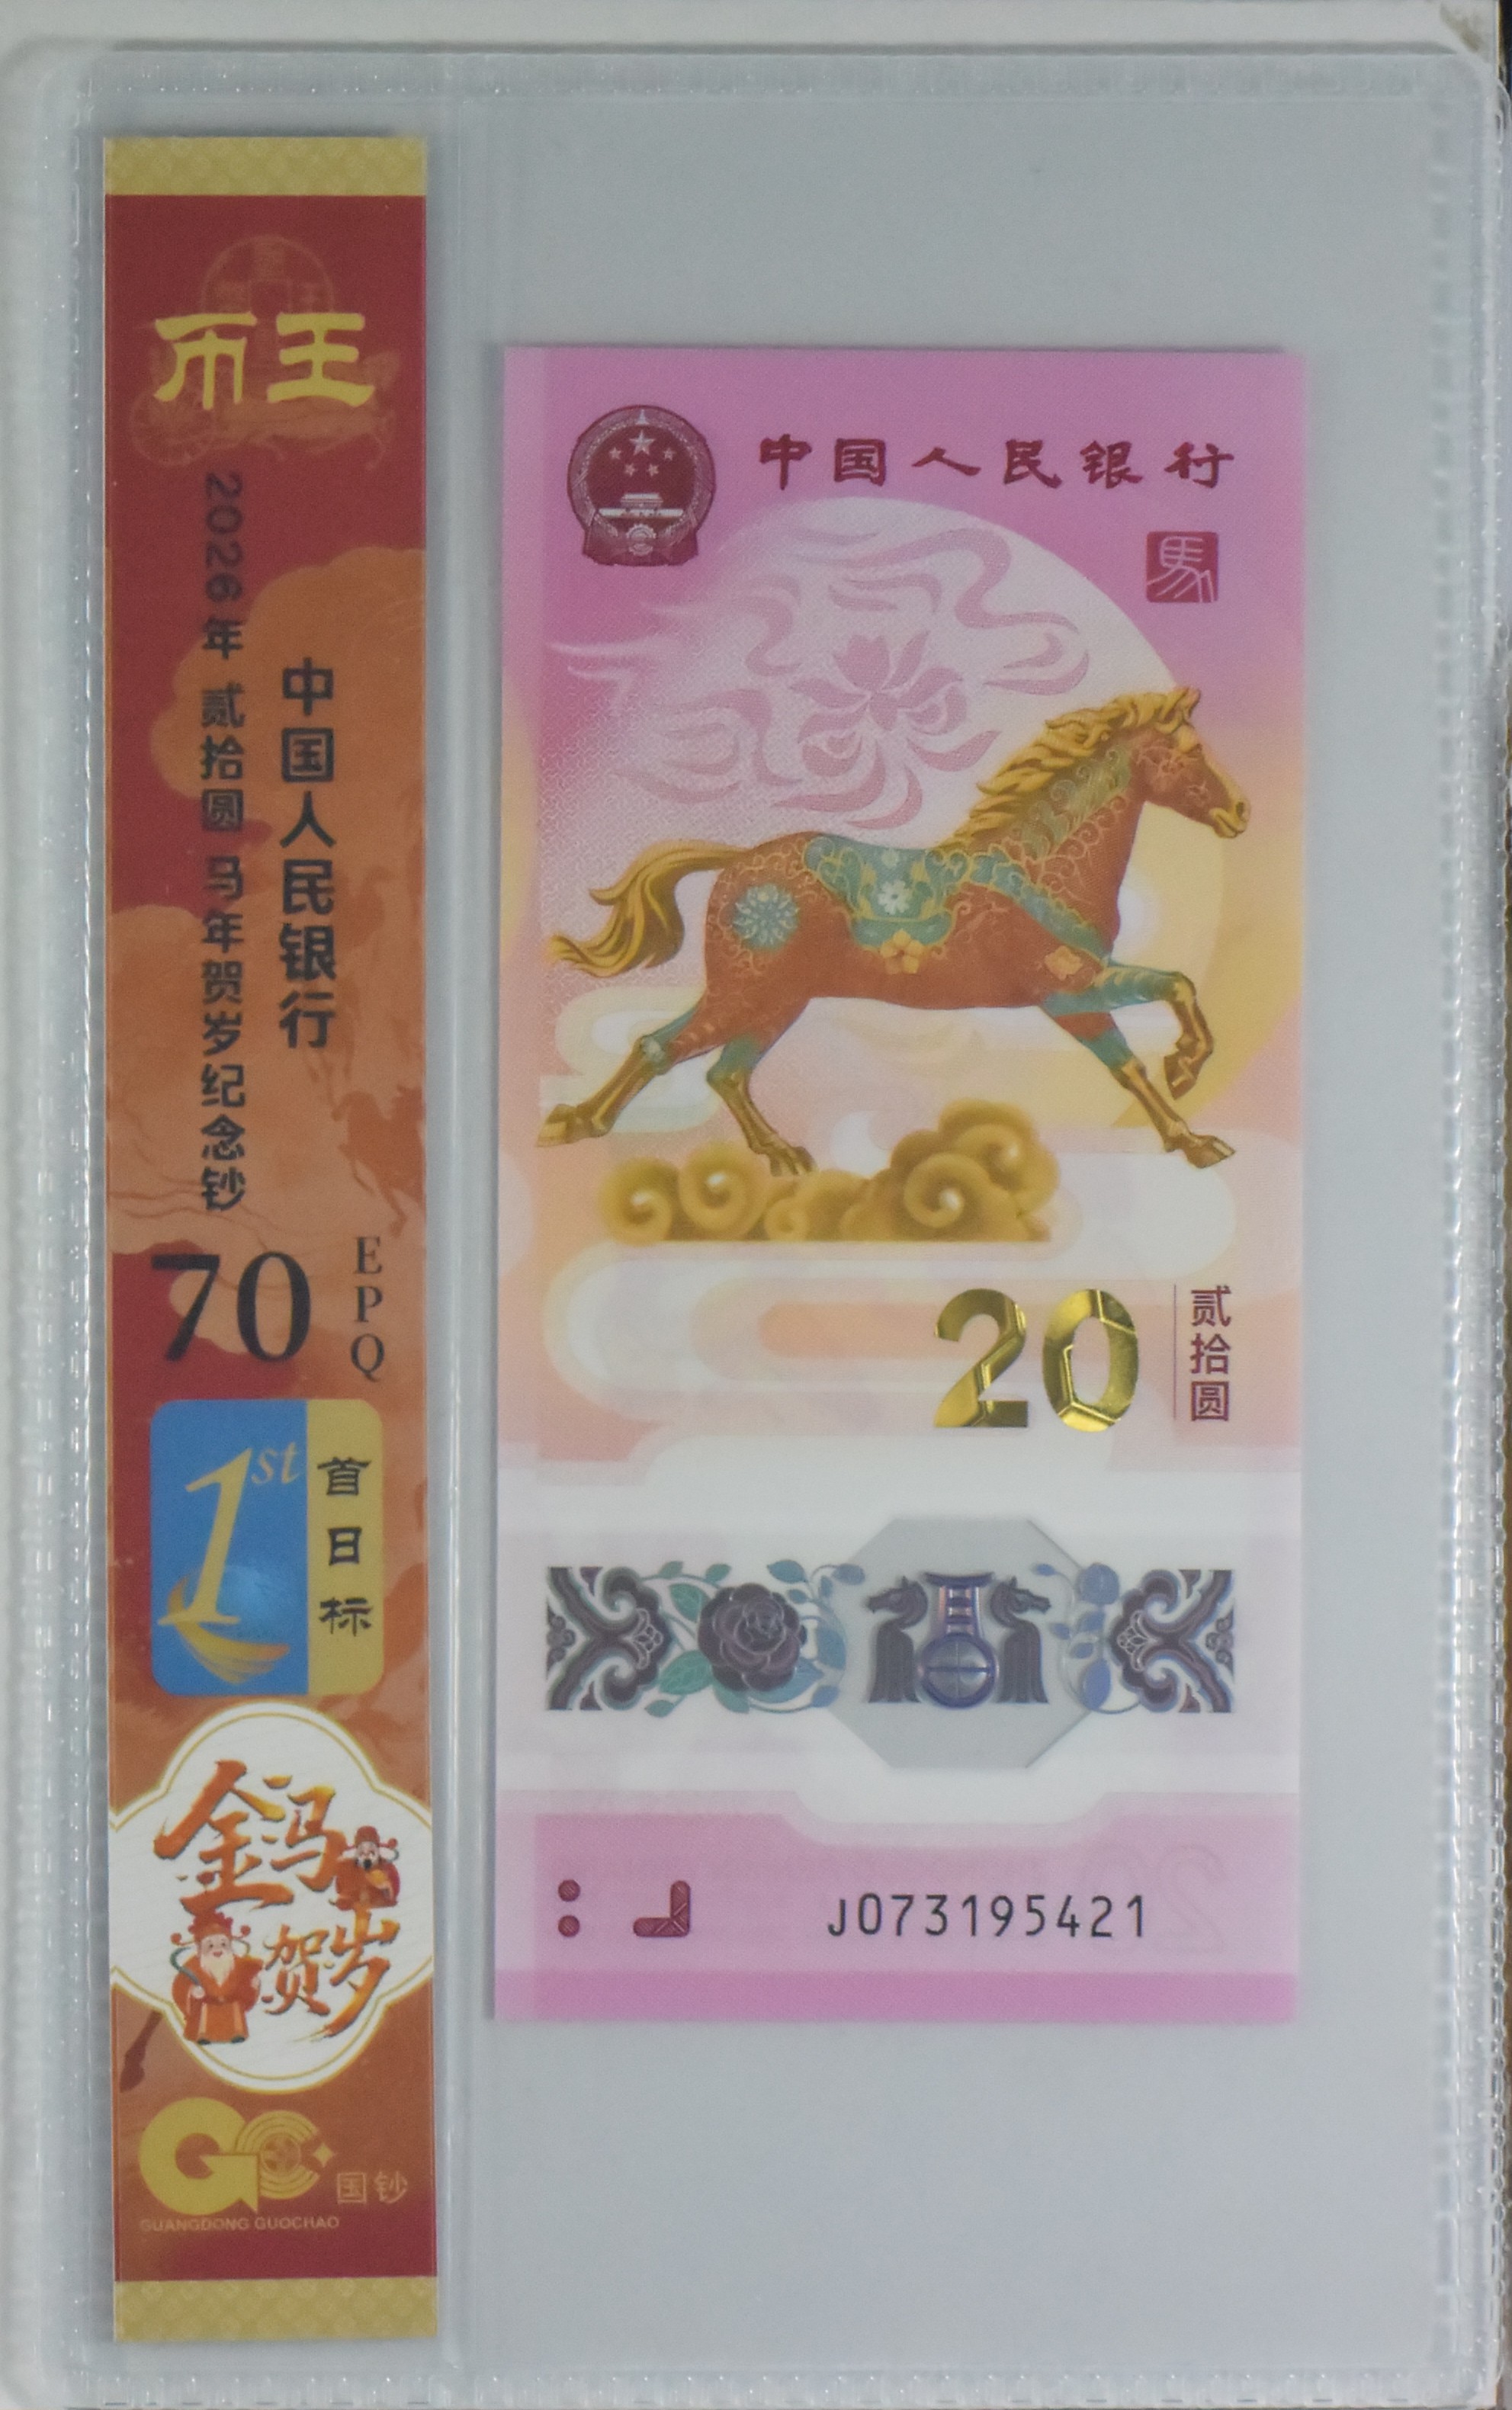 币王
中国人民银行
2026年 贰拾圆 马年贺岁纪念钞
70
EPQ
1st
首日标
金马
贺岁
GC
国钞
GUANGDONG GUOCHAO
中国人民银行
馬
20
贰拾圆
J073195421